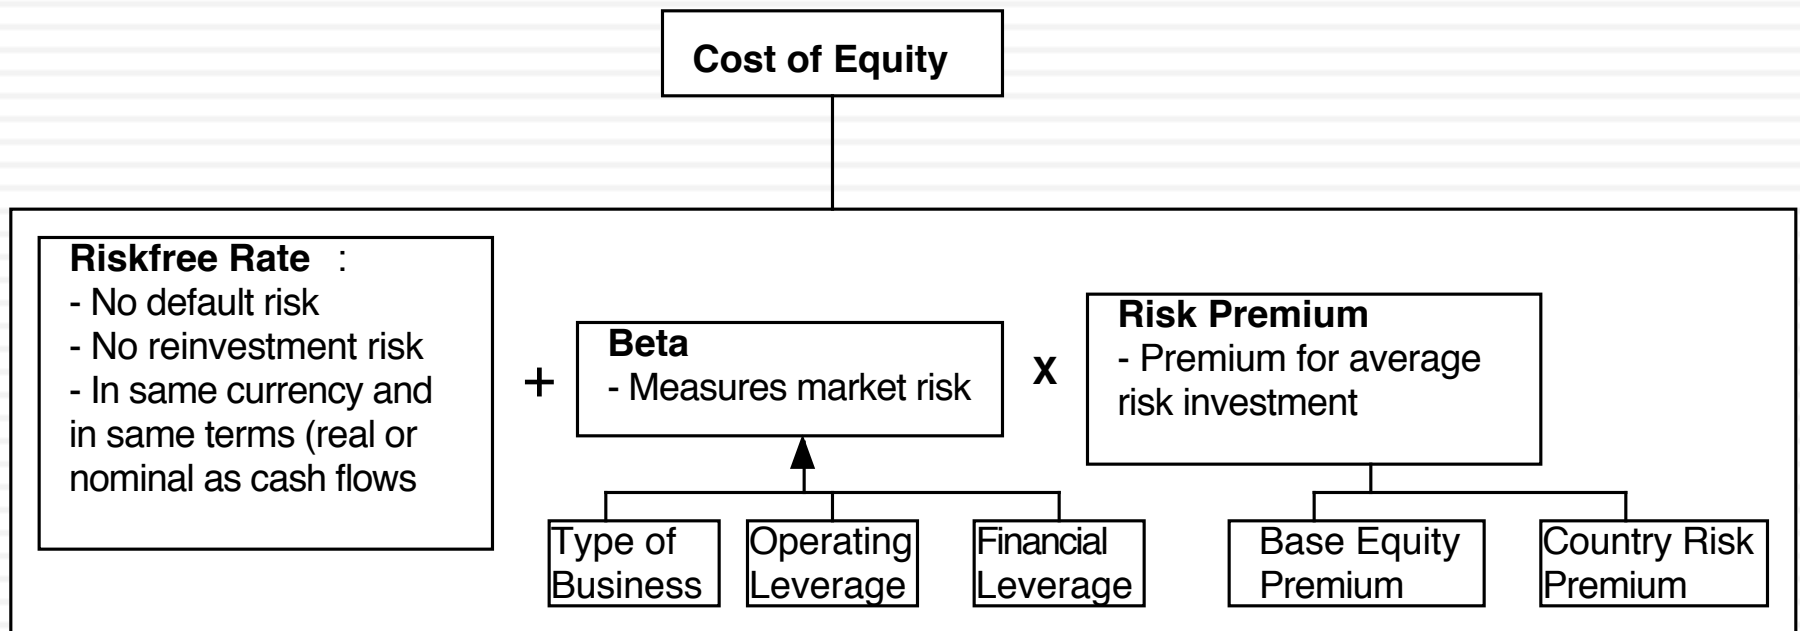 Cost of Equity
Riskfree Rate :
- No default risk
- No reinvestment risk
- In same currency and
in same terms (real or
nominal as cash flows
+
Beta
- Measures market risk
X
Risk Premium
- Premium for average
risk investment
Type of
Business
Operating
Leverage
Financial
Leverage
Base Equity
Premium
Country Risk
Premium